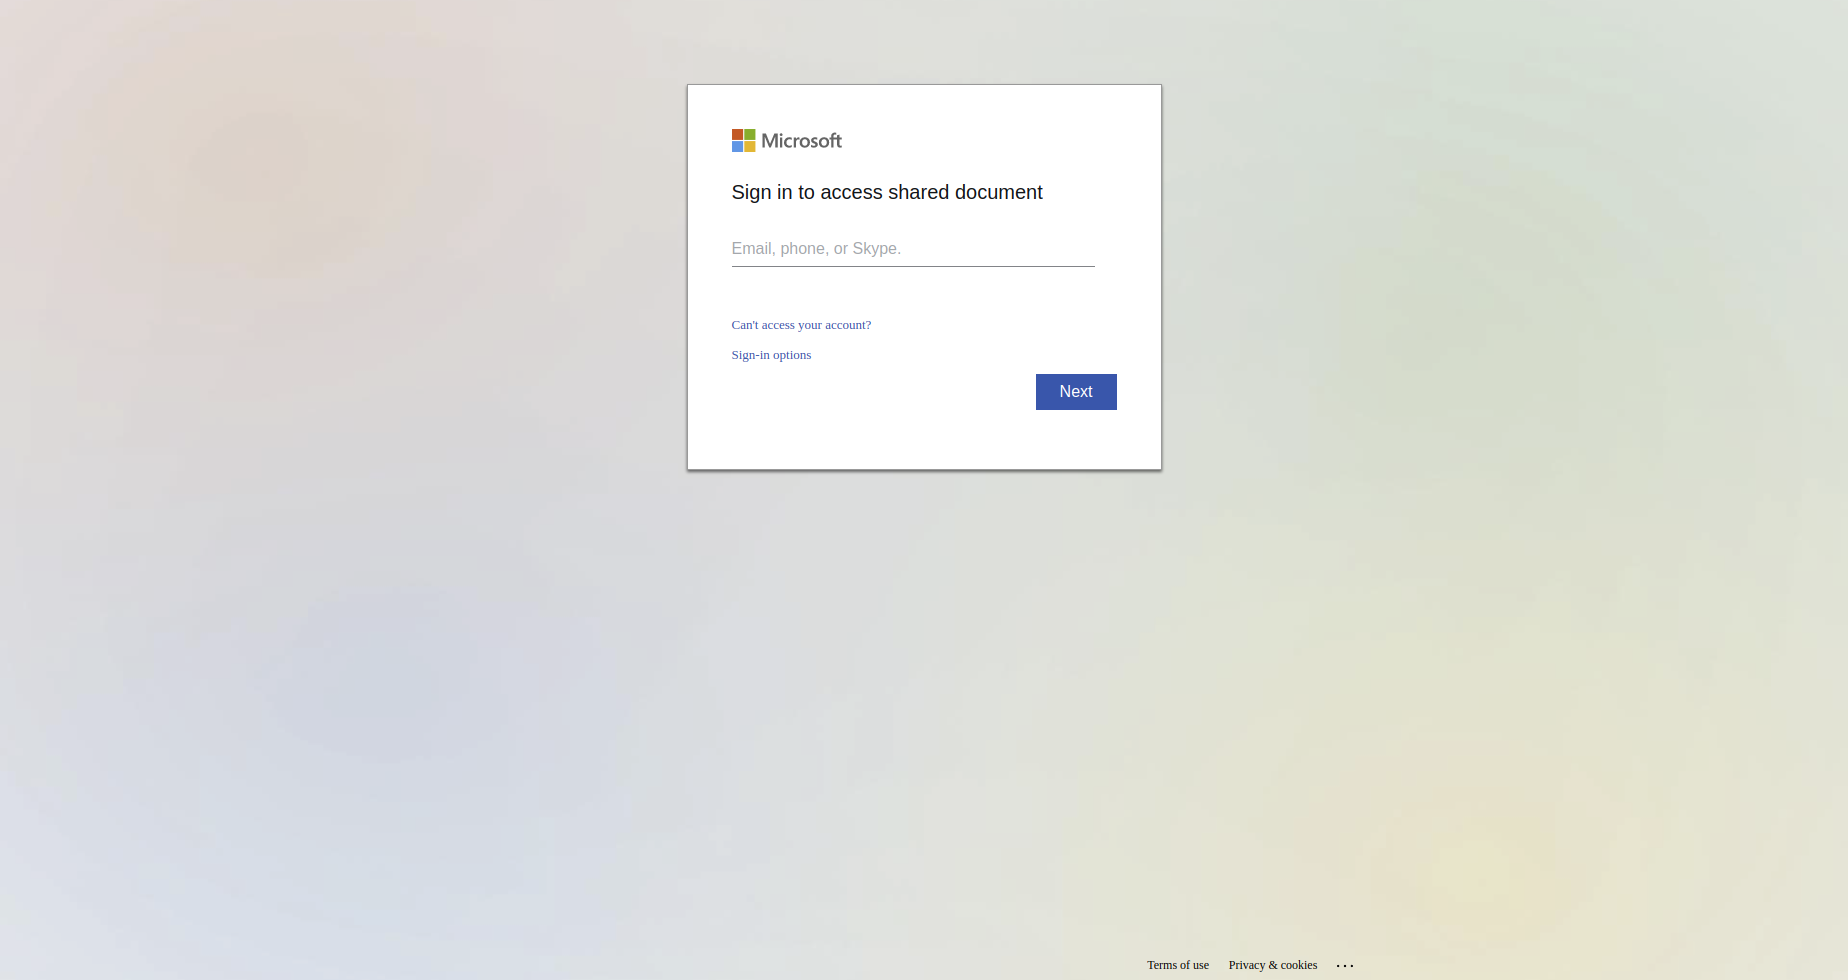 Microsoft
Sign in to access shared document
Email, phone, or Skype.
Can't access your account?
Sign-in options
Next
Terms of use Privacy & cookies ...